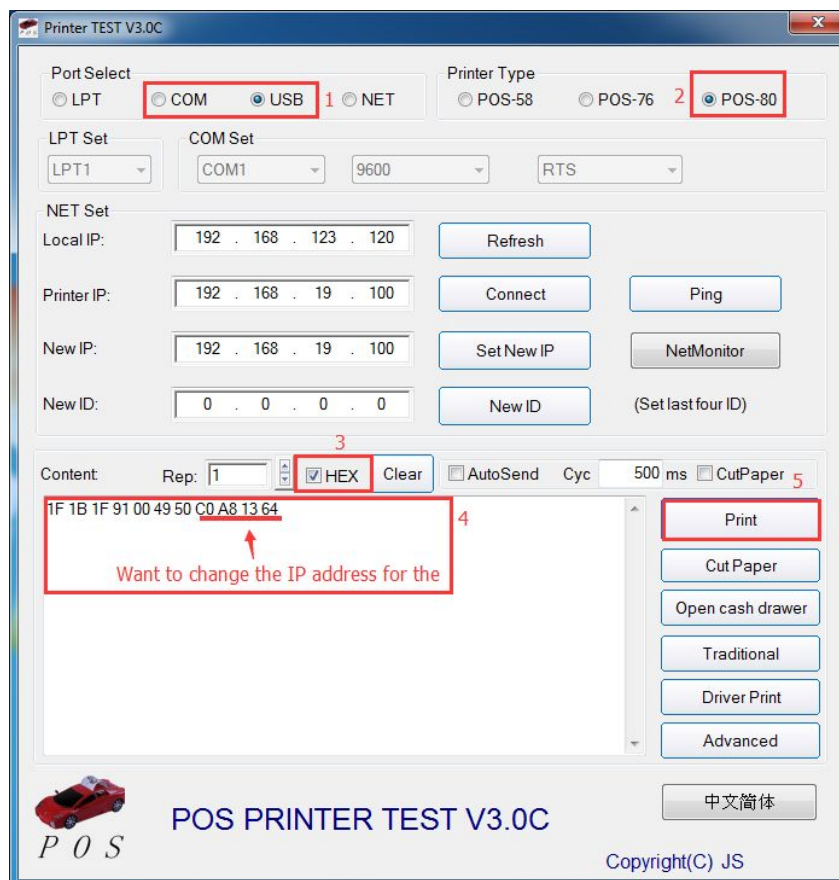 Printer TEST V3.0C
Port Select
Printer Type
LPT COM USB 1 NET
POS-58 POS-76 2 POS-80
LPT Set
COM Set
LPT1
COM1 9600 RTS
NET Set
Local IP: 192 . 168 . 123 . 120 Refresh
Printer IP: 192 . 168 . 19 . 100 Connect Ping
New IP: 192 . 168 . 19 . 100 Set New IP NetMonitor
New ID: 0 . 0 . 0 . 0 New ID (Set last four ID)
3
Content: Rep: 1 HEX Clear AutoSend Cyc 500 ms CutPaper 5
1F 1B 1F 91 00 49 50 C0 A8 13 64 4
Want to change the IP address for the
Print
Cut Paper
Open cash drawer
Traditional
Driver Print
Advanced
中文简体
POS
POS PRINTER TEST V3.0C
Copyright(C) JS